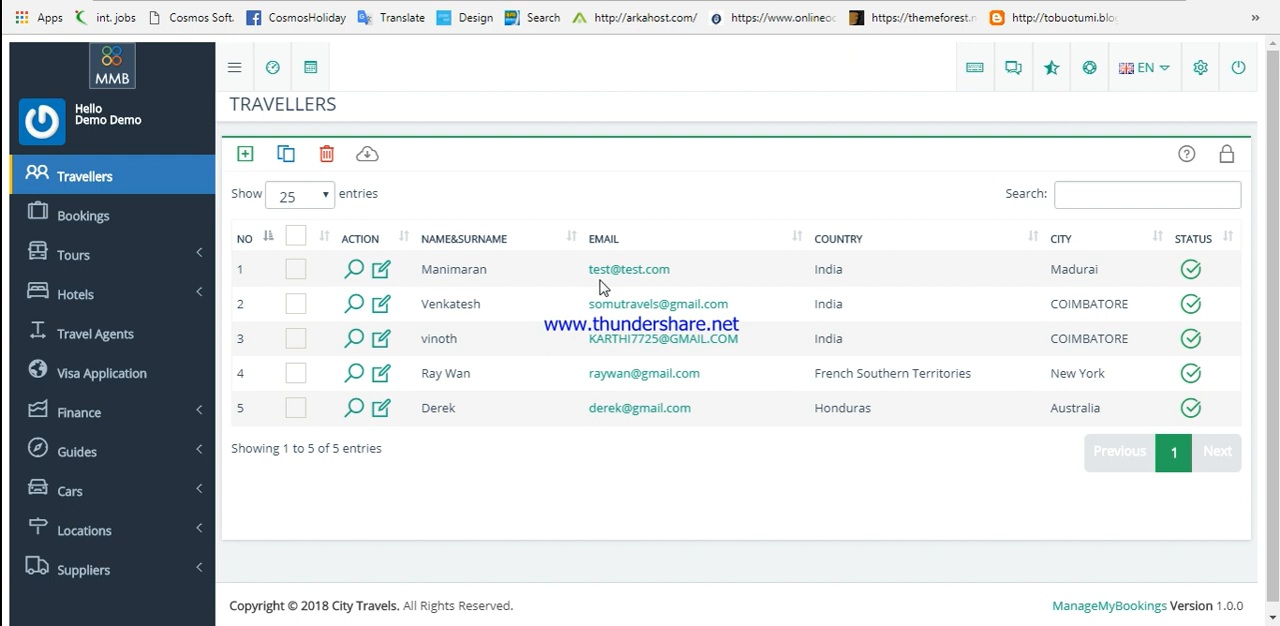 Apps int. jobs Cosmos Soft. CosmosHoliday Translate Design Search http://arkahost.com/ https://www.onlineoc https://themeforest.n http://tobuotumi.blo »
MMB
EN
Hello
Demo Demo
TRAVELLERS
Travellers
Bookings
Tours
Hotels
Travel Agents
Visa Application
Finance
Guides
Cars
Locations
Suppliers
Show 25 entries Search:
NO ACTION NAME&SURNAME EMAIL COUNTRY CITY STATUS
1 Manimaran test@test.com India Madurai
2 Venkatesh somutravels@gmail.com India COIMBATORE
www.thundershare.net
3 vinoth KARTHI7725@GMAIL.COM India COIMBATORE
4 Ray Wan raywan@gmail.com French Southern Territories New York
5 Derek derek@gmail.com Honduras Australia
Showing 1 to 5 of 5 entries Previous 1 Next
Copyright © 2018 City Travels. All Rights Reserved. ManageMyBookings Version 1.0.0